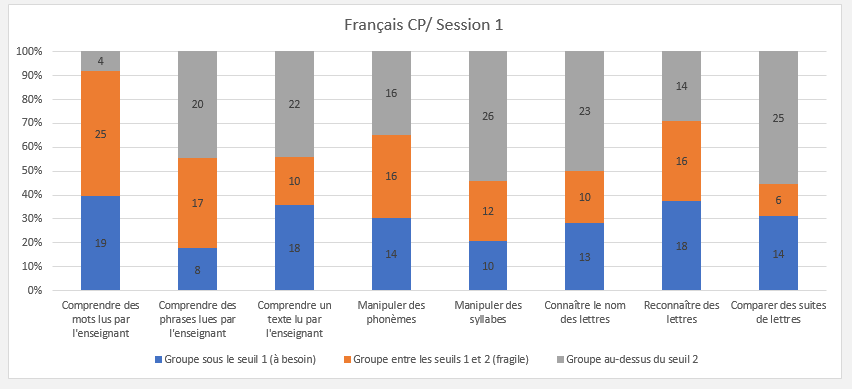 Français CP/ Session 1
100%
90%
80%
70%
60%
50%
40%
30%
20%
10%
0%
4
25
19
20
17
8
22
10
18
16
16
14
26
12
10
23
10
13
14
16
18
25
6
14
Comprendre des
mots lus par
l'enseignant
Comprendre des
phrases lues par
l'enseignant
Comprendre un
texte lu par
l'enseignant
Manipuler des
phonèmes
Manipuler des
syllabes
Connaître le nom
des lettres
Reconnaître des
lettres
Comparer des suites
de lettres
Groupe sous le seuil 1 (à besoin)
Groupe entre les seuils 1 et 2 (fragile)
Groupe au-dessus du seuil 2